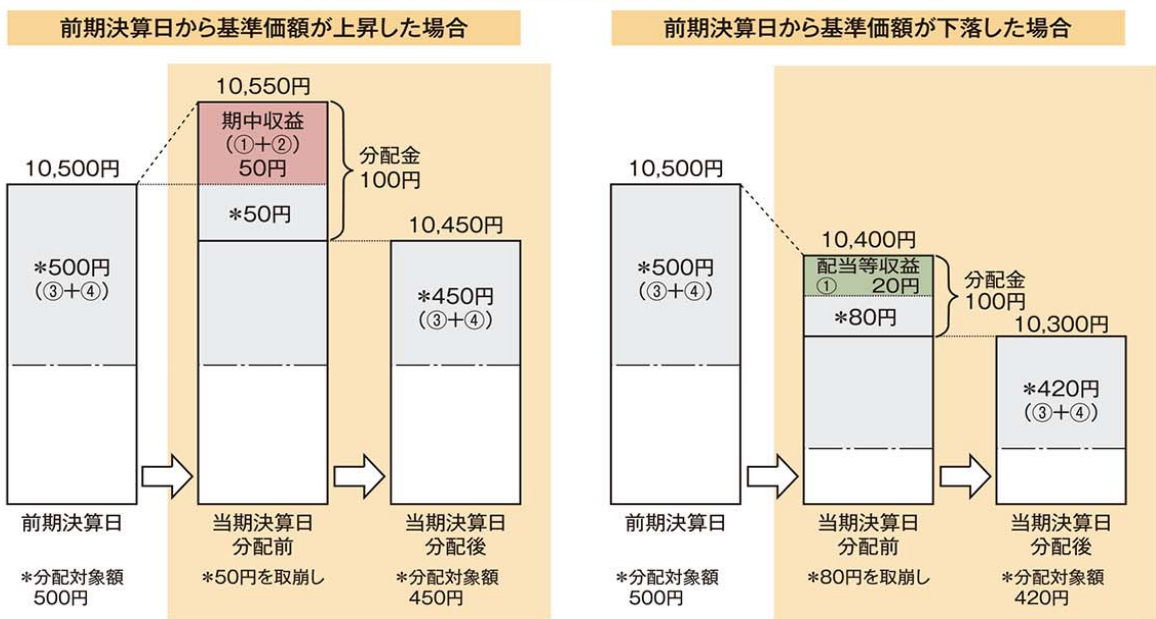 前期決算日から基準価額が上昇した場合
10,550円
期中収益
(①+②)
50円
分配金
100円
10,500円
*50円
10,450円
*500円
(③+④)
*450円
(③+④)
前期決算日
当期決算日
分配前
当期決算日
分配後
*分配対象額
500円
*50円を取崩し
*分配対象額
450円
前期決算日から基準価額が下落した場合
10,500円
10,400円
配当等収益
① 20円
分配金
100円
*500円
(③+④)
*80円
10,300円
*420円
(③+④)
前期決算日
当期決算日
分配前
当期決算日
分配後
*分配対象額
500円
*80円を取崩し
*分配対象額
420円